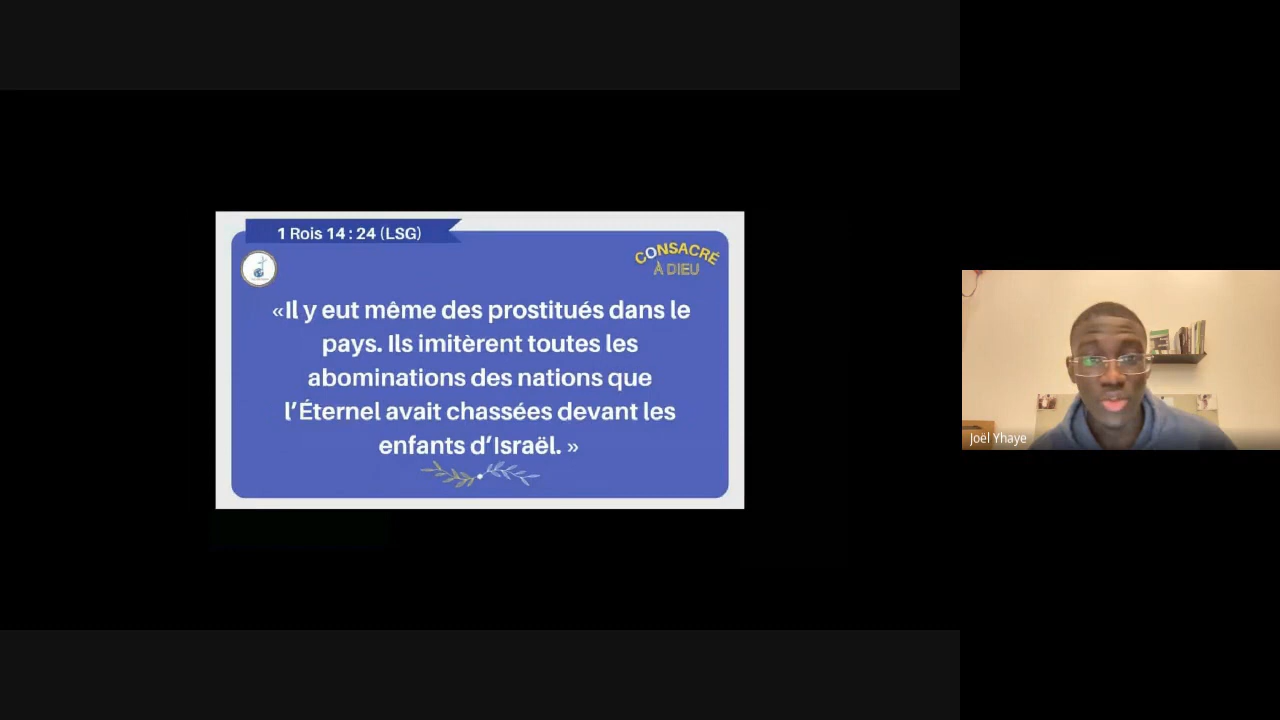 1 Rois 14 : 24 (LSG)
CONSACRÉ
À DIEU
«Il y eut même des prostitués dans le
pays. Ils imitèrent toutes les
abominations des nations que
l’Éternel avait chassées devant les
enfants d’Israël. »
Joël Yhaye